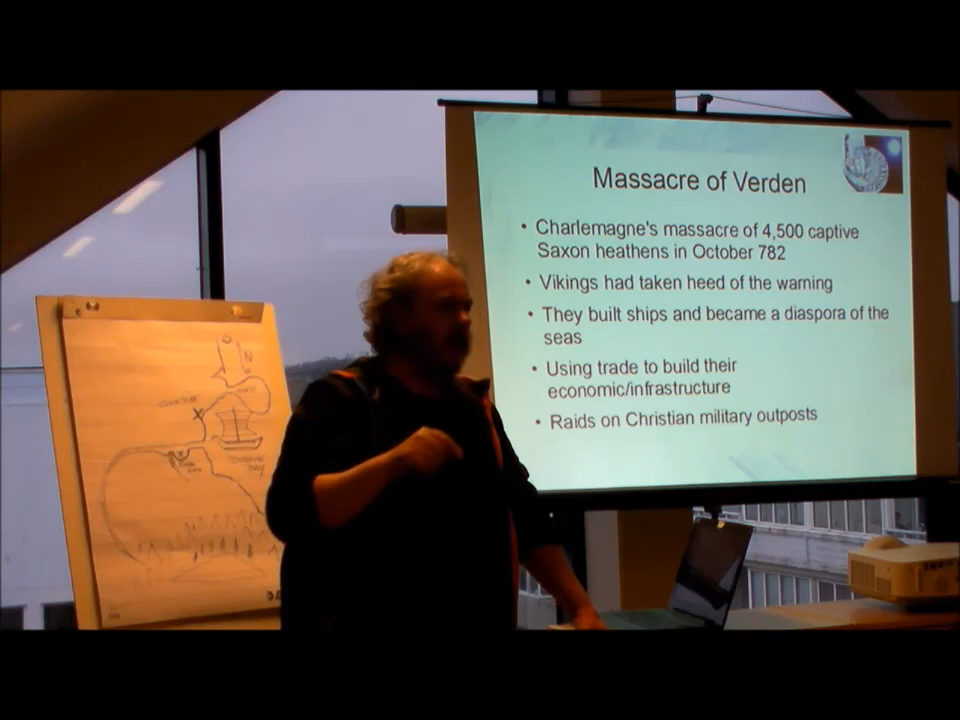 Massacre of Verden
• Charlemagne's massacre of 4,500 captive
Saxon heathens in October 782
• Vikings had taken heed of the warning
• They built ships and became a diaspora of the
seas
• Using trade to build their
economic/infrastructure
• Raids on Christian military outposts
N
X